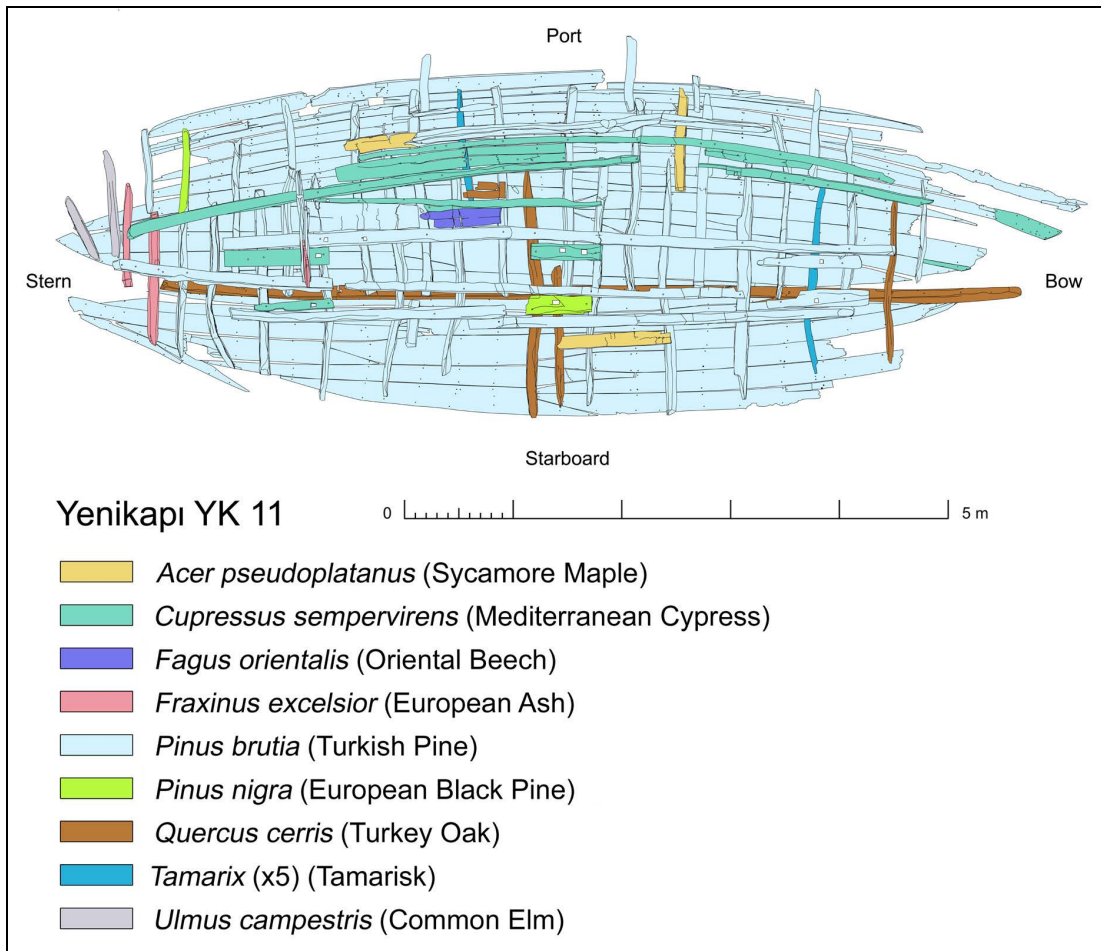 Port
Stern
Bow
Starboard
Yenikapı YK 11
0 5 m
Acer pseudoplatanus (Sycamore Maple)
Cupressus sempervirens (Mediterranean Cypress)
Fagus orientalis (Oriental Beech)
Fraxinus excelsior (European Ash)
Pinus brutia (Turkish Pine)
Pinus nigra (European Black Pine)
Quercus cerris (Turkey Oak)
Tamarix (x5) (Tamarisk)
Ulmus campestris (Common Elm)